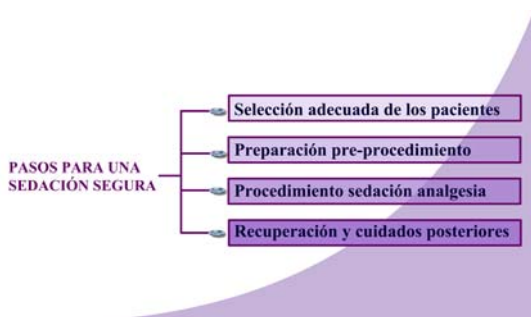 PASOS PARA UNA
SEDACIÓN SEGURA
Selección adecuada de los pacientes
Preparación pre-procedimiento
Procedimiento sedación analgesia
Recuperación y cuidados posteriores